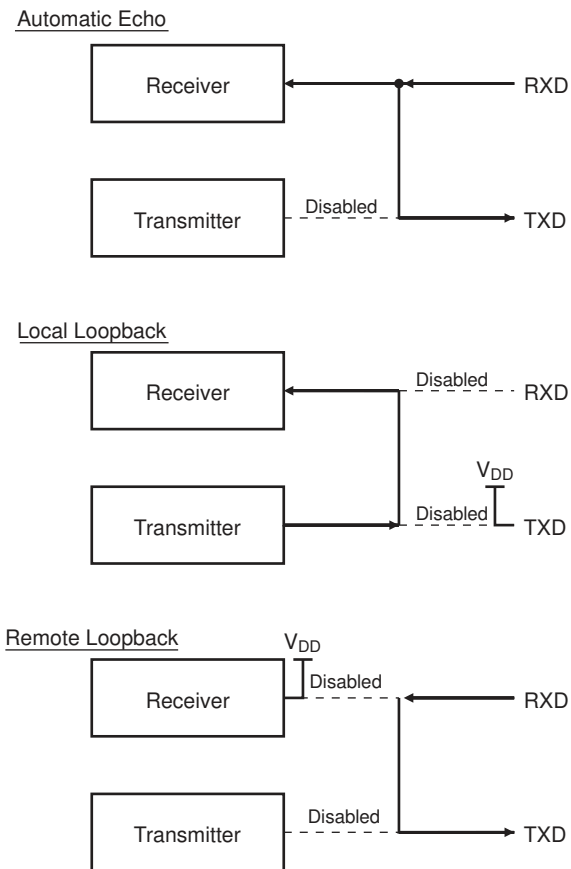 Automatic Echo
Receiver
RXD
Transmitter
Disabled
TXD
Local Loopback
Receiver
Disabled
RXD
VDD
Transmitter
Disabled
TXD
Remote Loopback
VDD
Receiver
Disabled
RXD
Transmitter
Disabled
TXD